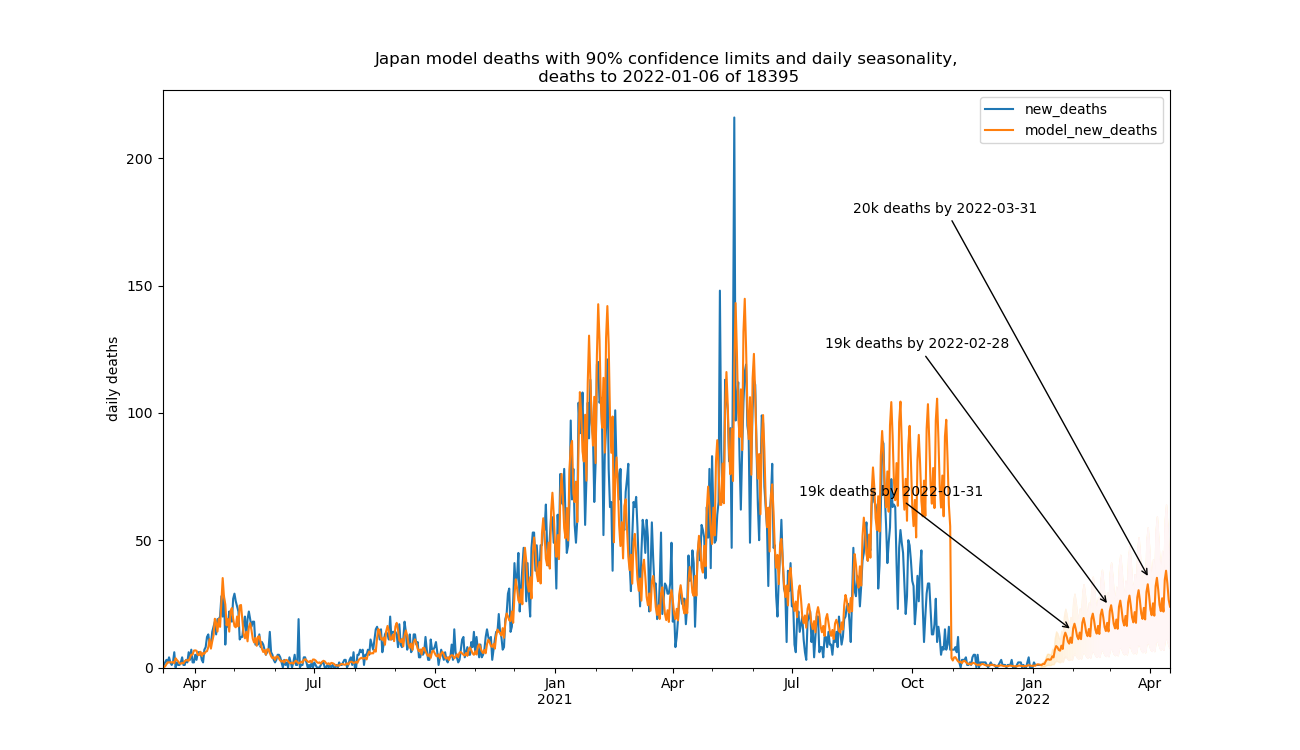 Japan model deaths with 90% confidence limits and daily seasonality,
deaths to 2022-01-06 of 18395
new_deaths
model_new_deaths
200
20k deaths by 2022-03-31
150
19k deaths by 2022-02-28
daily deaths
100
19k deaths by 2022-01-31
50
0
Apr Jul Oct Jan Apr Jul Oct Jan Apr
2021 2022